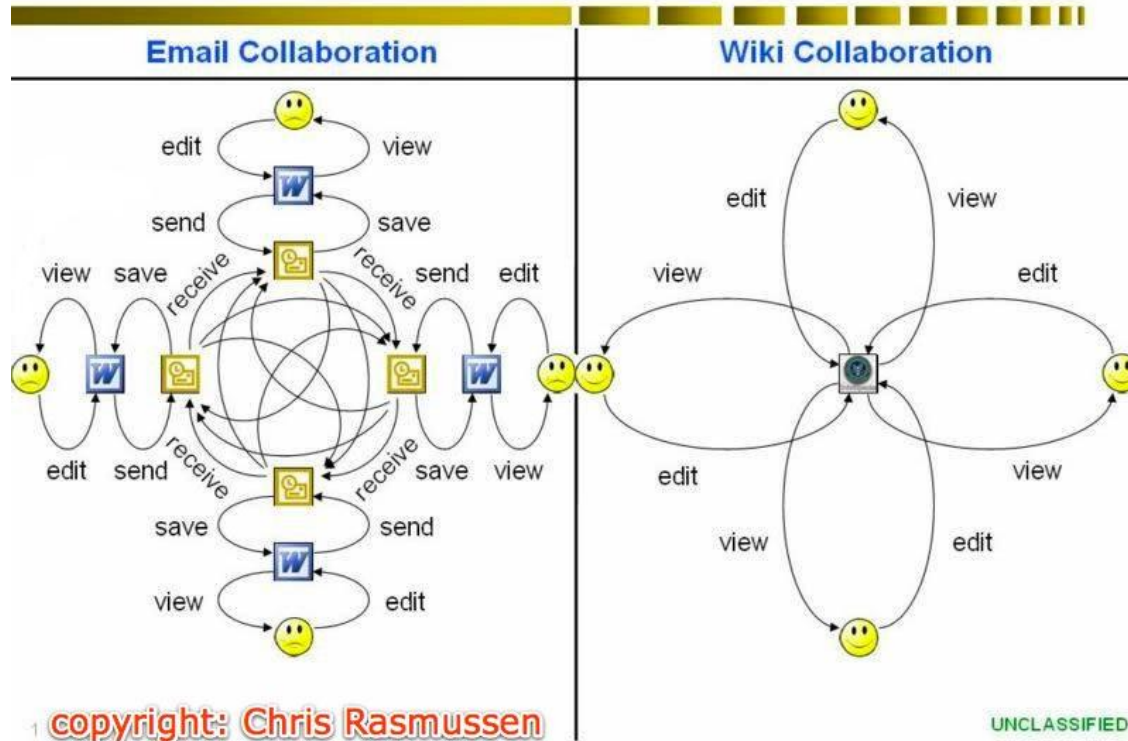 Email Collaboration
edit
view
W
send
save
receive
receive
view
save
send
edit
W
W
edit
send
receive
receive
save
view
save
send
W
view
edit
1 copyright: Chris Rasmussen
Wiki Collaboration
edit
view
view
edit
edit
view
view
edit
UNCLASSIFIED